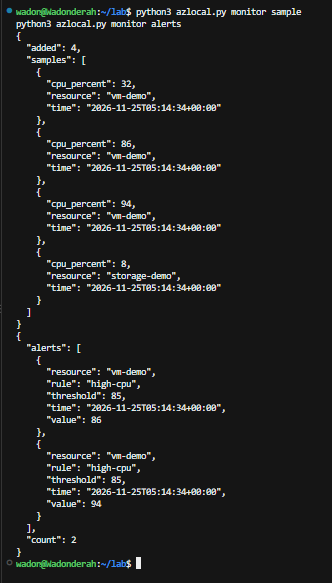 wadon@Wadonderah:~/lab$ python3 azlocal.py monitor sample
python3 azlocal.py monitor alerts
{
  "added": 4,
  "samples": [
    {
      "cpu_percent": 32,
      "resource": "vm-demo",
      "time": "2026-11-25T05:14:34+00:00"
    },
    {
      "cpu_percent": 86,
      "resource": "vm-demo",
      "time": "2026-11-25T05:14:34+00:00"
    },
    {
      "cpu_percent": 94,
      "resource": "vm-demo",
      "time": "2026-11-25T05:14:34+00:00"
    },
    {
      "cpu_percent": 8,
      "resource": "storage-demo",
      "time": "2026-11-25T05:14:34+00:00"
    }
  ]
}
{
  "alerts": [
    {
      "resource": "vm-demo",
      "rule": "high-cpu",
      "threshold": 85,
      "time": "2026-11-25T05:14:34+00:00",
      "value": 86
    },
    {
      "resource": "vm-demo",
      "rule": "high-cpu",
      "threshold": 85,
      "time": "2026-11-25T05:14:34+00:00",
      "value": 94
    }
  ],
  "count": 2
}
wadon@Wadonderah:~/lab$